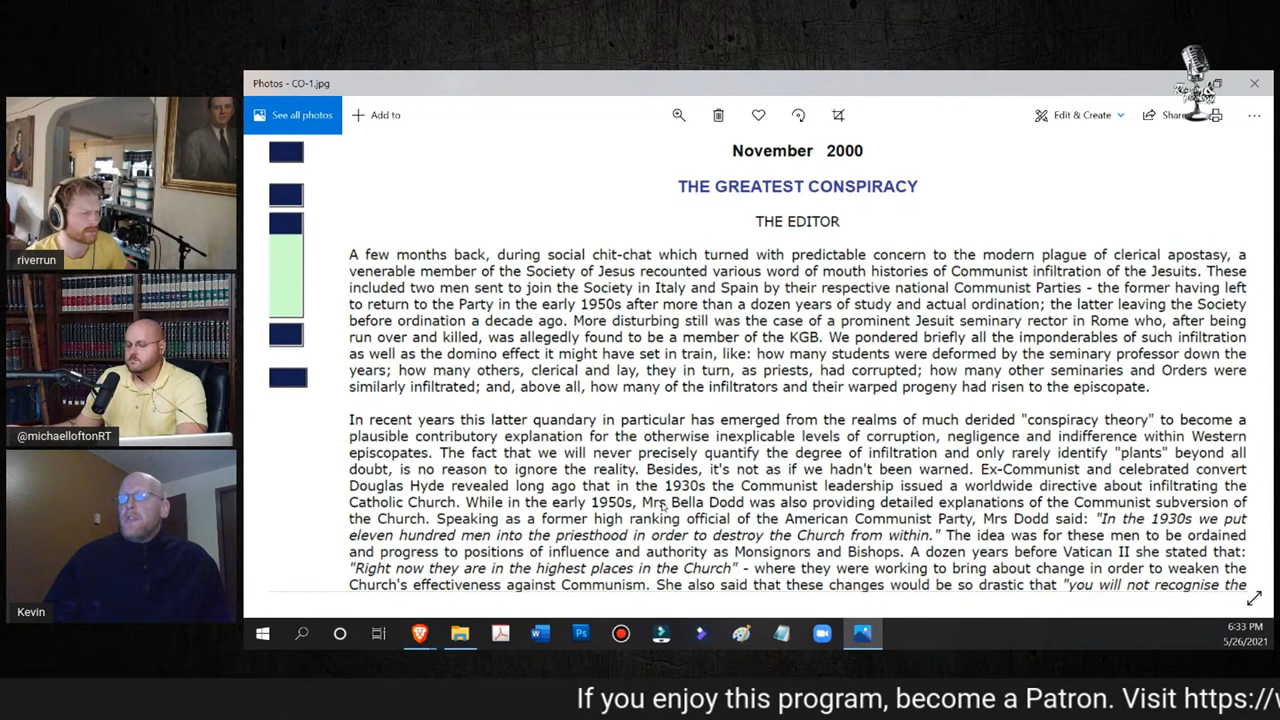 Photos - CO-1.jpg
See all photos
Add to
Edit & Create
Share
November 2000
THE GREATEST CONSPIRACY
THE EDITOR
A few months back, during social chit-chat which turned with predictable concern to the modern plague of clerical apostasy, a
venerable member of the Society of Jesus recounted various word of mouth histories of Communist infiltration of the Jesuits. These
included two men sent to join the Society in Italy and Spain by their respective national Communist Parties - the former having left
to return to the Party in the early 1950s after more than a dozen years of study and actual ordination; the latter leaving the Society
before ordination a decade ago. More disturbing still was the case of a prominent Jesuit seminary rector in Rome who, after being
run over and killed, was allegedly found to be a member of the KGB. We pondered briefly all the imponderables of such infiltration
as well as the domino effect it might have set in train, like: how many students were deformed by the seminary professor down the
years; how many others, clerical and lay, they in turn, as priests, had corrupted; how many other seminaries and Orders were
similarly infiltrated; and, above all, how many of the infiltrators and their warped progeny had risen to the episcopate.
In recent years this latter quandary in particular has emerged from the realms of much derided "conspiracy theory" to become a
plausible contributory explanation for the otherwise inexplicable levels of corruption, negligence and indifference within Western
episcopates. The fact that we will never precisely quantify the degree of infiltration and only rarely identify "plants" beyond all
doubt, is no reason to ignore the reality. Besides, it's not as if we hadn't been warned. Ex-Communist and celebrated convert
Douglas Hyde revealed long ago that in the 1930s the Communist leadership issued a worldwide directive about infiltrating the
Catholic Church. While in the early 1950s, Mrs Bella Dodd was also providing detailed explanations of the Communist subversion of
the Church. Speaking as a former high ranking official of the American Communist Party, Mrs Dodd said: "In the 1930s we put
eleven hundred men into the priesthood in order to destroy the Church from within." The idea was for these men to be ordained
and progress to positions of influence and authority as Monsignors and Bishops. A dozen years before Vatican II she stated that:
"Right now they are in the highest places in the Church" - where they were working to bring about change in order to weaken the
Church's effectiveness against Communism. She also said that these changes would be so drastic that "you will not recognise the
riverrun
@michaelloftonRT
Kevin
6:33 PM
5/26/2021
If you enjoy this program, become a Patron. Visit https://